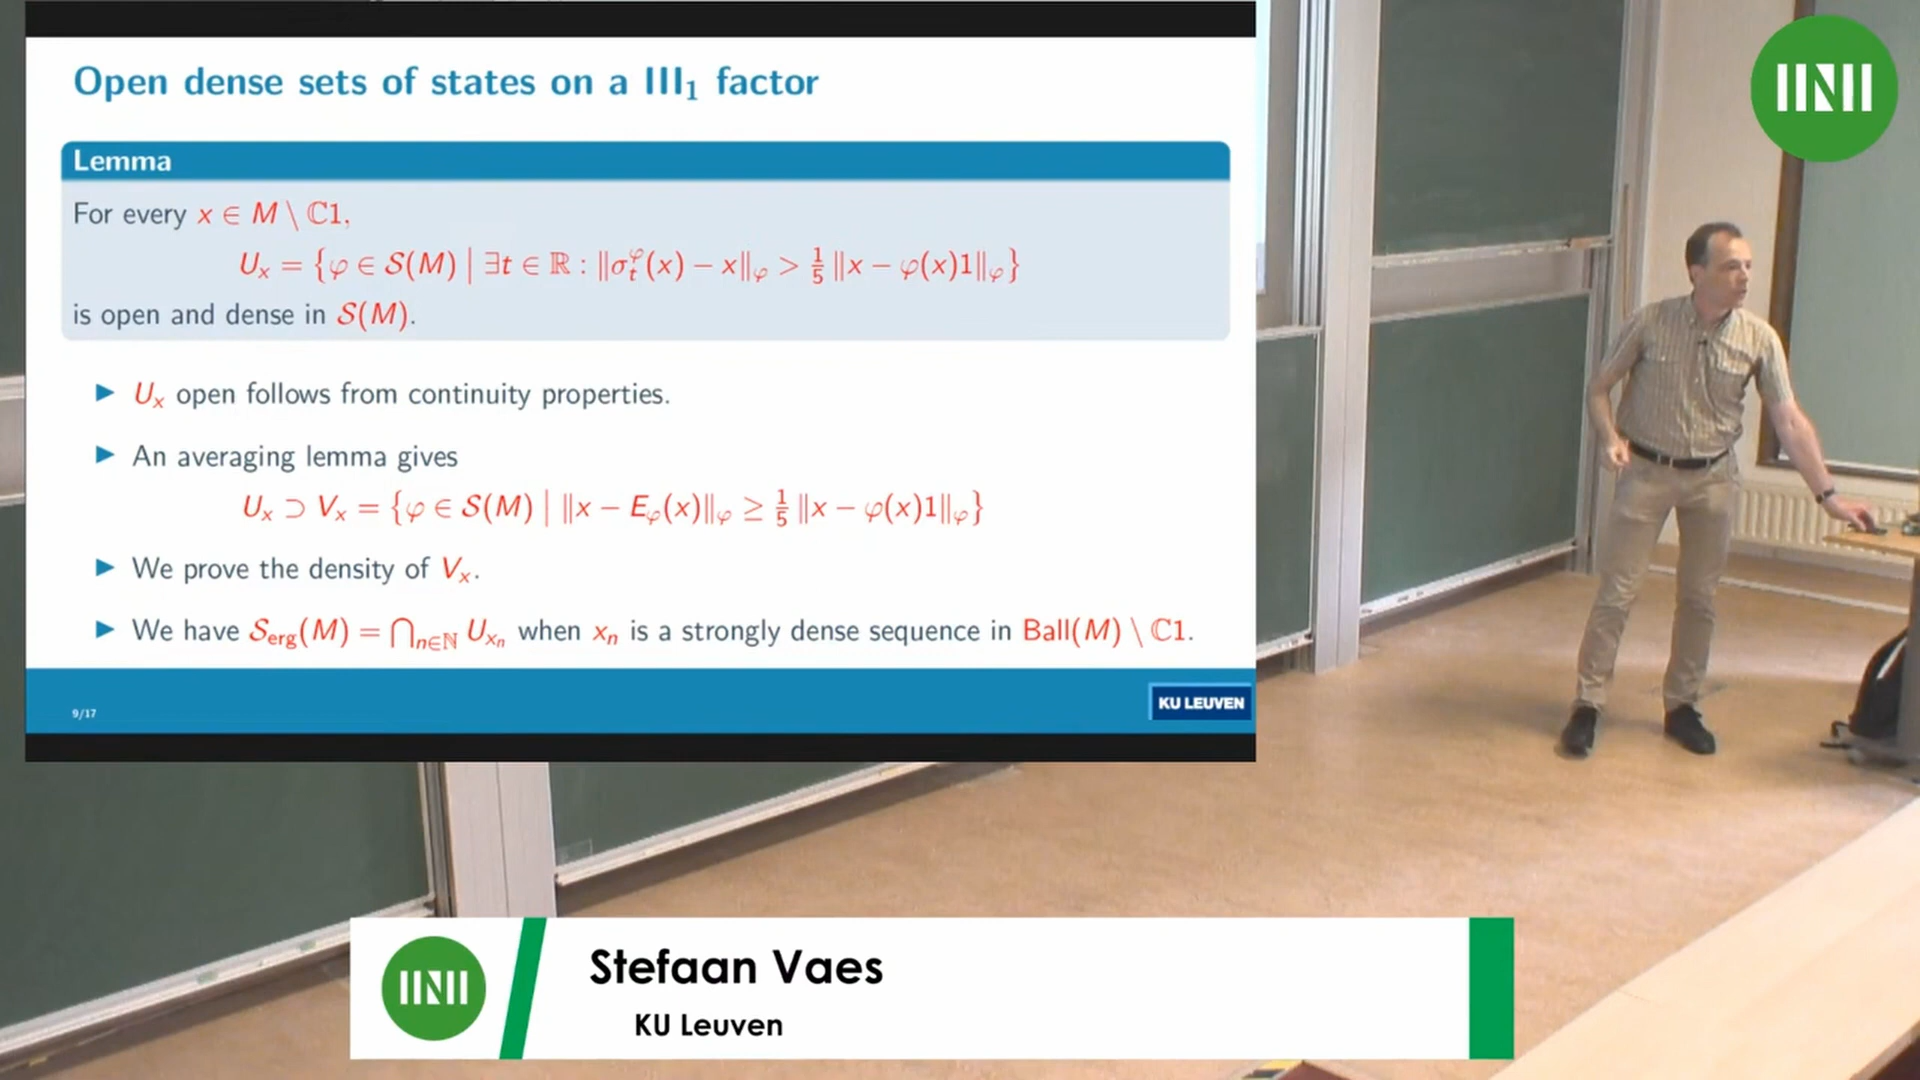 Open dense sets of states on a III₁ factor
Lemma
For every x ∈ M \ ℂ1,
Uₓ = {φ ∈ 𝒮(M) | ∃t ∈ ℝ : ‖σₜ^φ(x) − x‖_φ > 1/5 ‖x − φ(x)1‖_φ}
is open and dense in 𝒮(M).
▶ Uₓ open follows from continuity properties.
▶ An averaging lemma gives
Uₓ ⊃ Vₓ = {φ ∈ 𝒮(M) | ‖x − E_φ(x)‖_φ ≥ 1/5 ‖x − φ(x)1‖_φ}
▶ We prove the density of Vₓ.
▶ We have 𝒮_erg(M) = ⋂_{n∈ℕ} U_{xₙ} when xₙ is a strongly dense sequence in Ball(M) \ ℂ1.
9/17
KU LEUVEN
Stefaan Vaes
KU Leuven